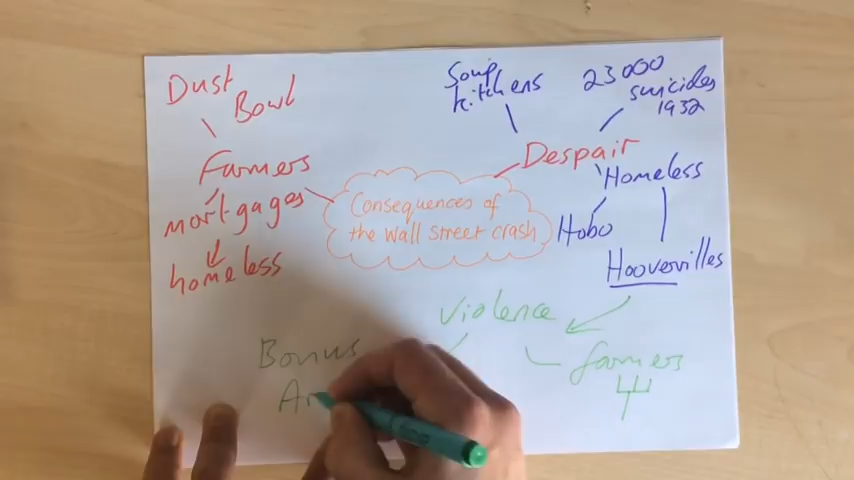 Dust
Bowl
Farmers
mortgages
homeless
Soup
kitchens
23000
suicides
1932
Despair
Homeless
Hobo
Hoovervilles
Consequences of
the Wall Street crash
Violence
farmers
Bonus
Ar